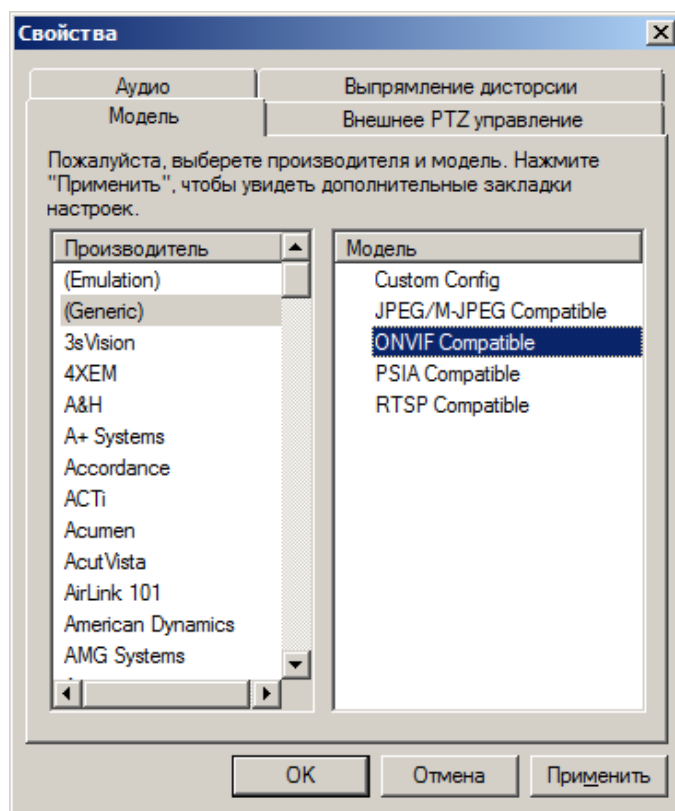 Свойства
Аудио
Выпрямление дисторсии
Модель
Внешнее PTZ управление
Пожалуйста, выберете производителя и модель. Нажмите
"Применить", чтобы увидеть дополнительные закладки
настроек.
Производитель
(Emulation)
(Generic)
3sVision
4XEM
A&H
A+ Systems
Accordance
ACTi
Acumen
AcutVista
AirLink 101
American Dynamics
AMG Systems
Модель
Custom Config
JPEG/M-JPEG Compatible
ONVIF Compatible
PSIA Compatible
RTSP Compatible
OK
Отмена
Применить